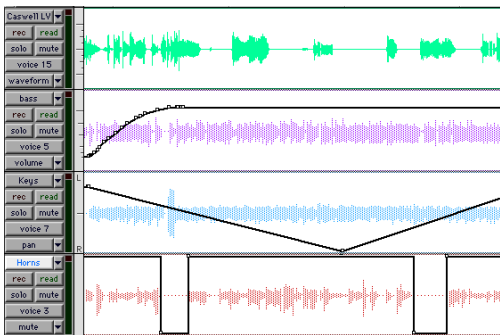 Caswell LV
rec read
solo mute
voice 15
waveform
bass
rec read
solo mute
voice 5
volume
Keys
L
rec read
solo mute
voice 7
pan
R
Horns
rec read
solo mute
voice 3
mute